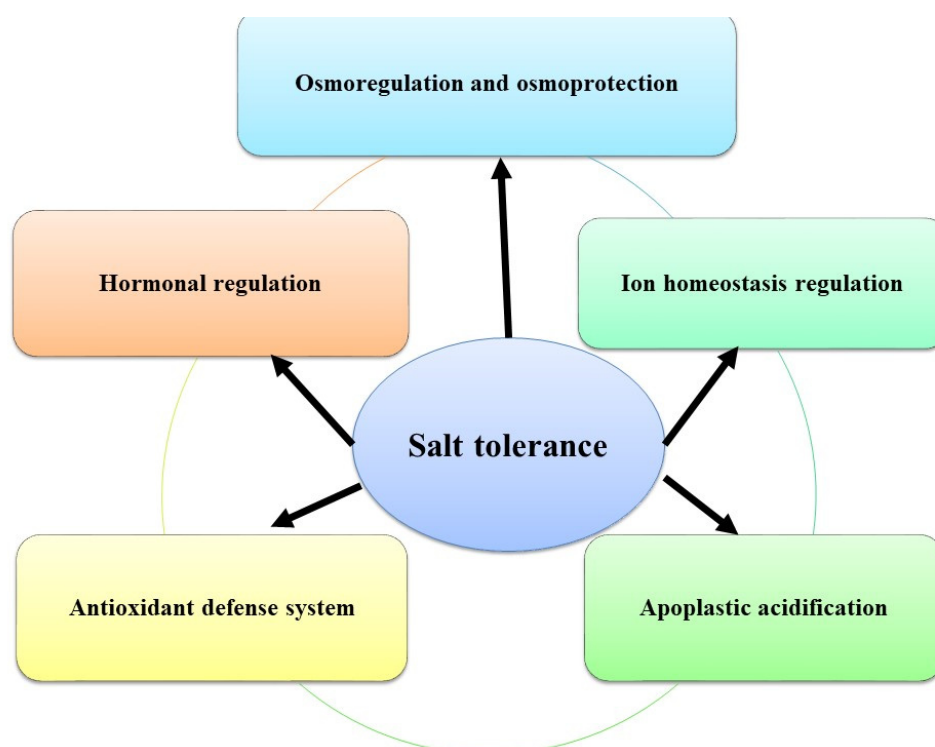 Osmoregulation and osmoprotection
Hormonal regulation
Ion homeostasis regulation
Salt tolerance
Antioxidant defense system
Apoplastic acidification